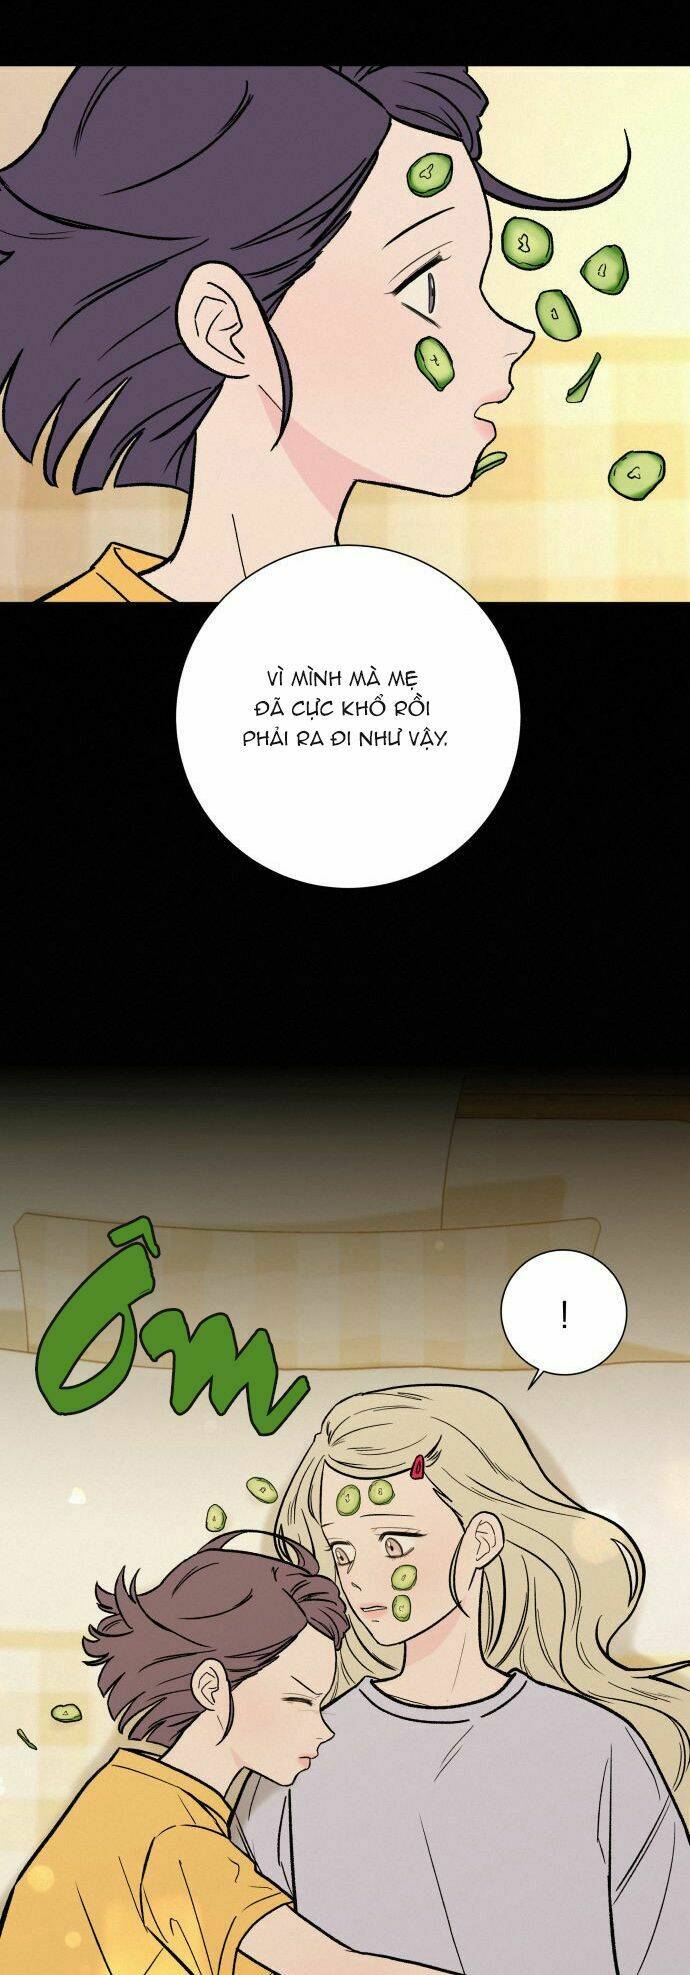 VÌ MÌNH MÀ MẸ
ĐÃ CỰC KHỔ RỒI
PHẢI RA ĐI NHƯ VẬY.
!
Ôm